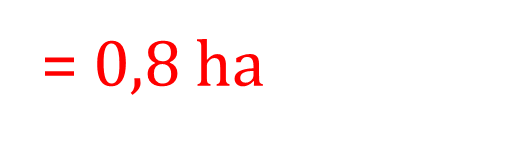 = 0,8 ha